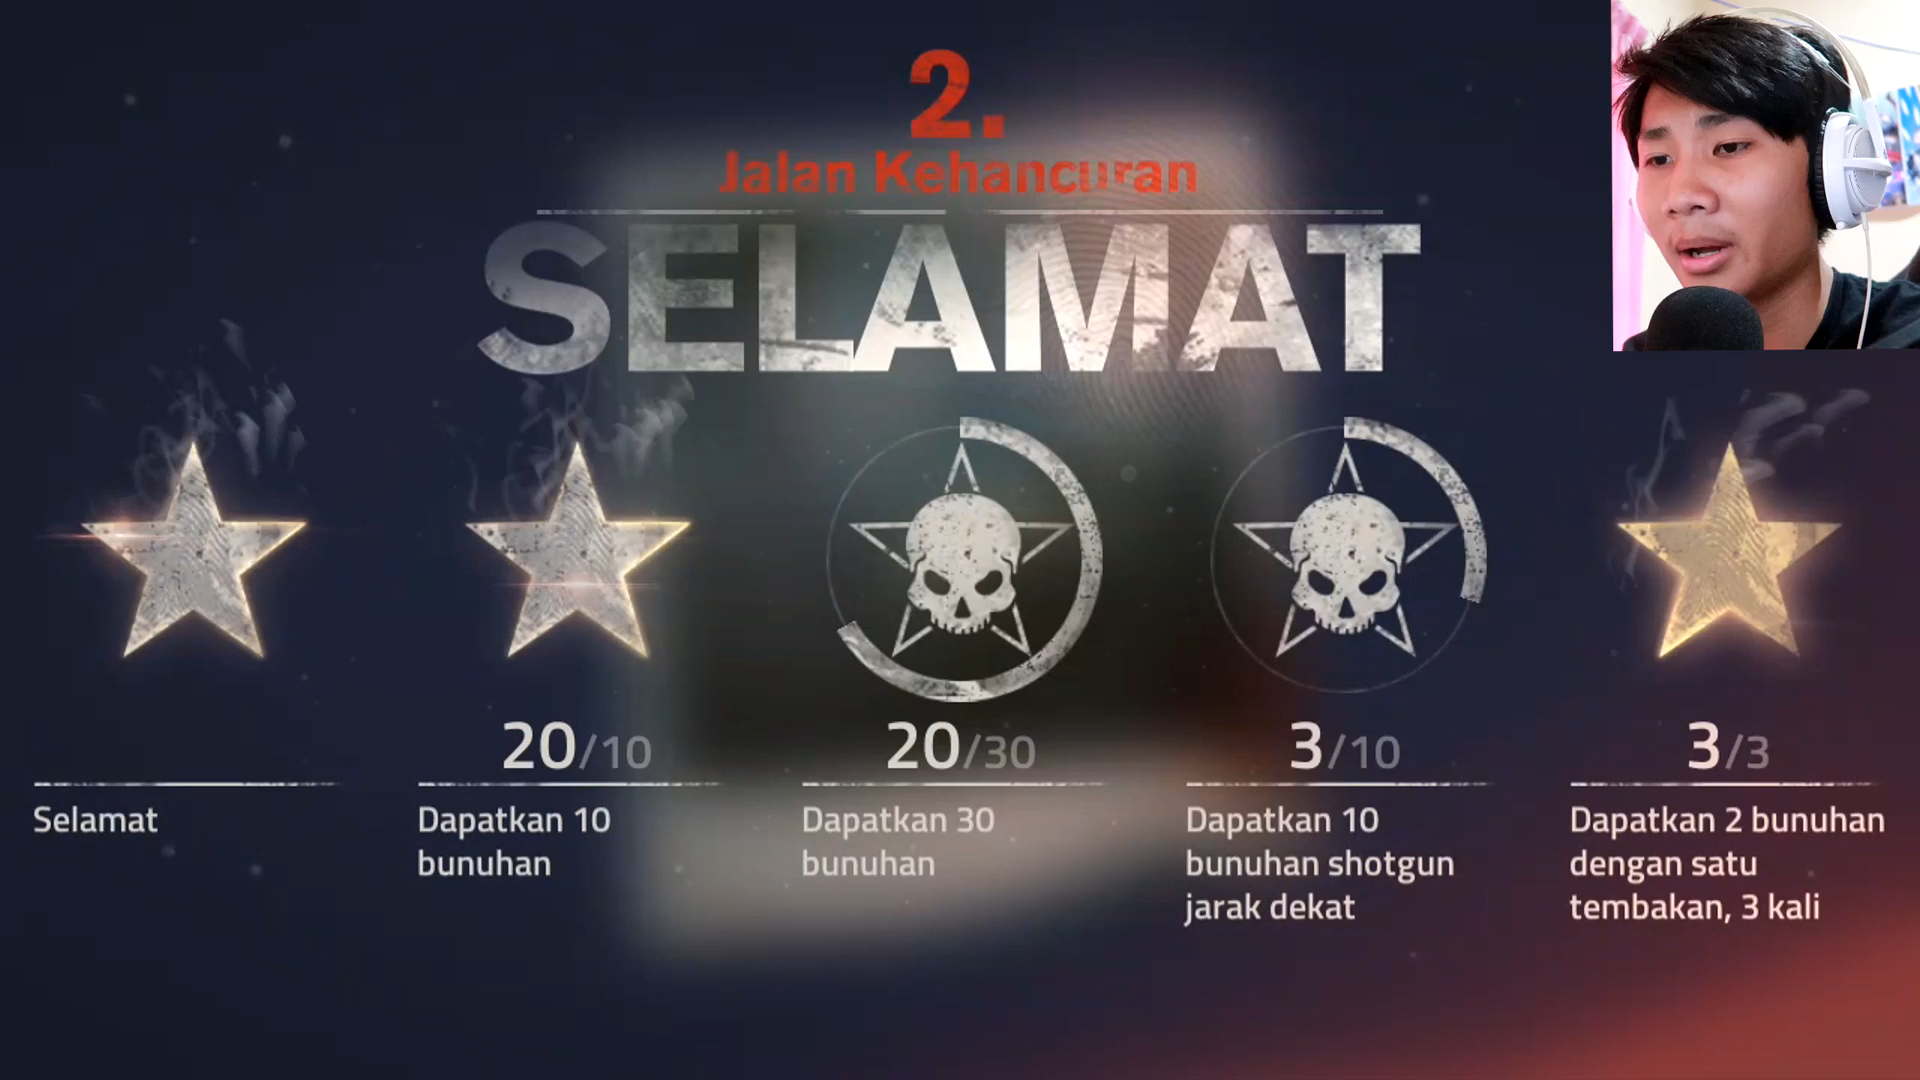 2.
Jalan Kehancuran
SELAMAT
20/10
20/30
3/10
3/3
Selamat
Dapatkan 10
bunuhan
Dapatkan 30
bunuhan
Dapatkan 10
bunuhan shotgun
jarak dekat
Dapatkan 2 bunuhan
dengan satu
tembakan, 3 kali